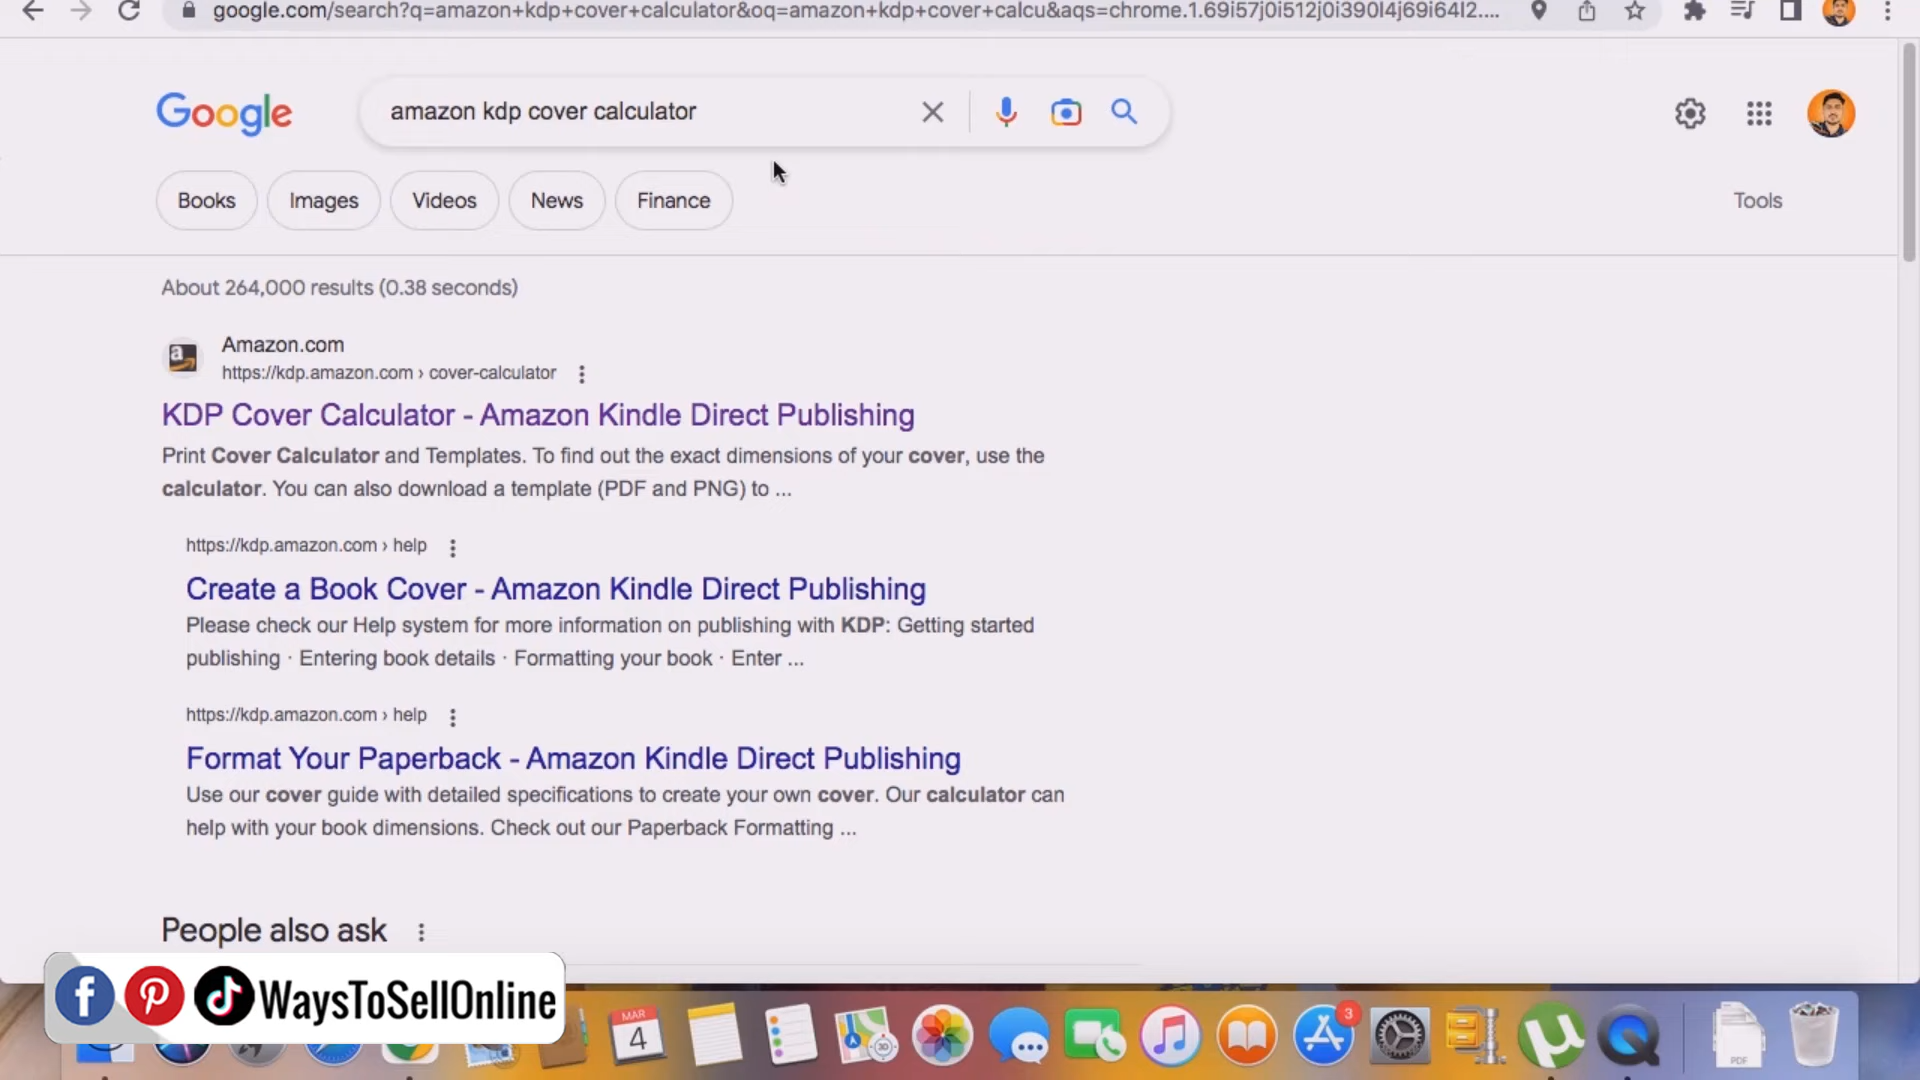 google.com/search?q=amazon+kdp+cover+calculator&oq=amazon+kdp+cover+calcu&aqs=chrome.1.69i57j0i512j0i390l4j69i64l2....
Google
amazon kdp cover calculator
Books
Images
Videos
News
Finance
Tools
About 264,000 results (0.38 seconds)
a
Amazon.com
https://kdp.amazon.com › cover-calculator
KDP Cover Calculator - Amazon Kindle Direct Publishing
Print Cover Calculator and Templates. To find out the exact dimensions of your cover, use the
calculator. You can also download a template (PDF and PNG) to ...
https://kdp.amazon.com › help
Create a Book Cover - Amazon Kindle Direct Publishing
Please check our Help system for more information on publishing with KDP: Getting started
publishing · Entering book details · Formatting your book · Enter ...
https://kdp.amazon.com › help
Format Your Paperback - Amazon Kindle Direct Publishing
Use our cover guide with detailed specifications to create your own cover. Our calculator can
help with your book dimensions. Check out our Paperback Formatting ...
People also ask
WaysToSellOnline
MAR
4
3D
3
PDF